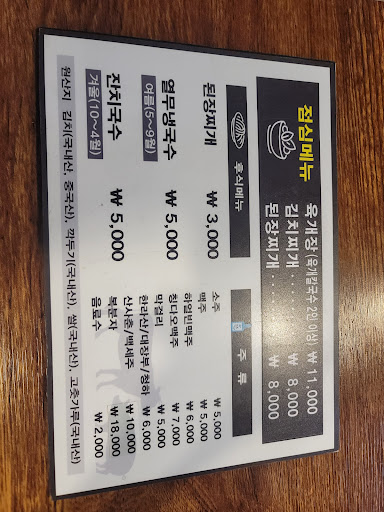 점심메뉴
육개장 (육개칼국수 2인이상) ₩ 11,000
김치찌개 ········ ₩ 8,000
된장찌개 ········ ₩ 8,000
후식메뉴
된장찌개 ₩ 3,000
열무냉국수 ₩ 5,000
여름(5~9월)
잔치국수 ₩ 5,000
겨울(10~4월)
주 류
소주 ₩ 5,000
맥주 ₩ 5,000
하얼빈맥주 ₩ 6,000
칭다오맥주 ₩ 7,000
막걸리 ₩ 5,000
한라산/대장부/청하 ₩ 6,000
산사춘/백세주 ₩ 10,000
복분자 ₩ 18,000
음료수 ₩ 2,000
원산지 김치(국내산, 중국산), 깍두기(국내산), 쌀(국내산), 고춧가루(국내산)